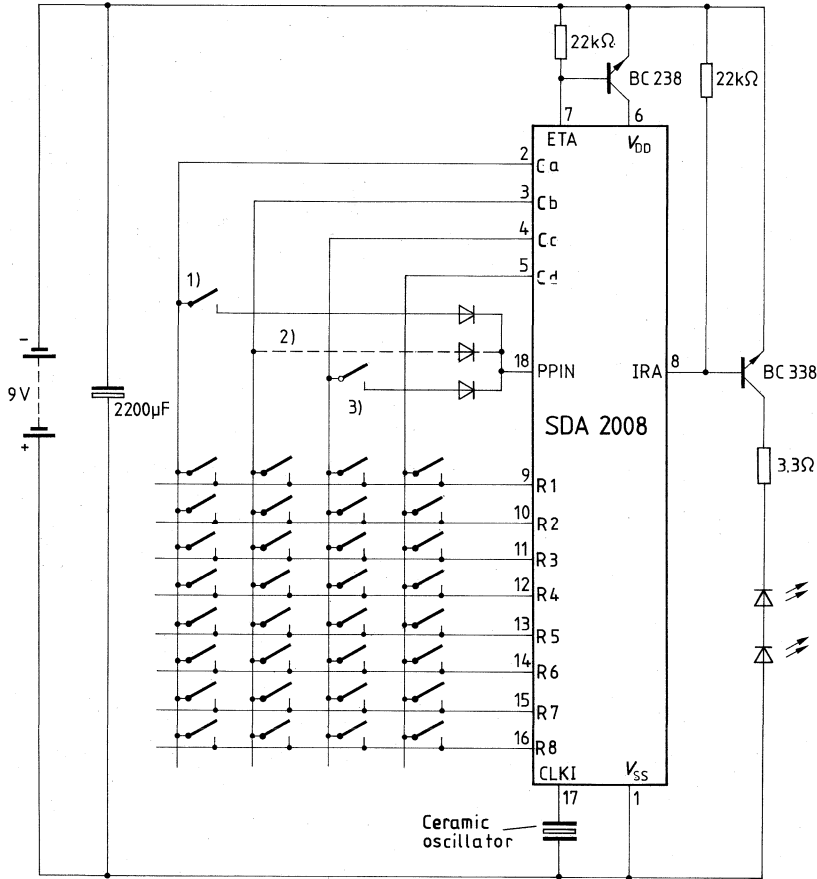 22kΩ
BC 238
22kΩ
7
6
ETA
VDD
2
Ca
3
Cb
4
Cc
5
Cd
1)
2)
3)
18
PPIN
IRA
8
BC 338
-
9V
+
2200µF
SDA 2008
3,3Ω
9
R1
10
R2
11
R3
12
R4
13
R5
14
R6
15
R7
16
R8
CLKI
VSS
17
1
Ceramic
oscillator